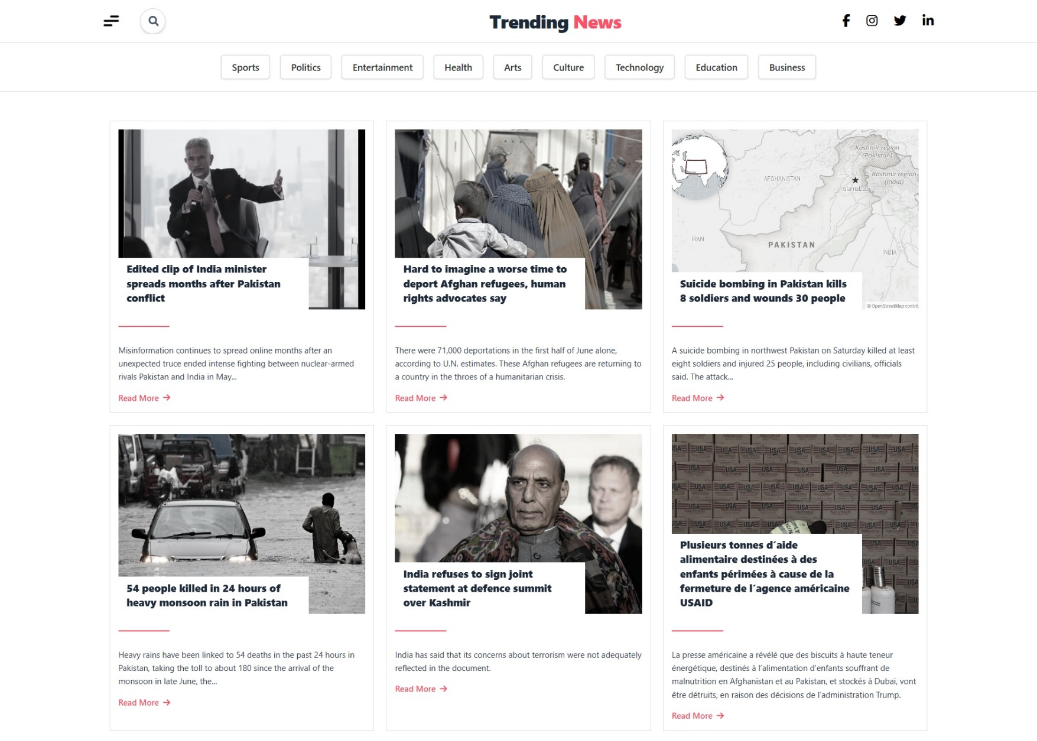 Trending News
Sports
Politics
Entertainment
Health
Arts
Culture
Technology
Education
Business
Edited clip of India minister
spreads months after Pakistan
conflict
Misinformation continues to spread online months after an
unexpected truce ended intense fighting between nuclear-armed
rivals Pakistan and India in May...
Read More →
Hard to imagine a worse time to
deport Afghan refugees, human
rights advocates say
There were 71,000 deportations in the first half of June alone,
according to U.N. estimates. These Afghan refugees are returning to
a country in the throes of a humanitarian crisis.
Read More →
Kashmir region
(Pakistan)
Kashmir region
(India)
AFGHANISTAN
IRAN
PAKISTAN
INDIA
© OpenStreetMap contrib
Suicide bombing in Pakistan kills
8 soldiers and wounds 30 people
A suicide bombing in northwest Pakistan on Saturday killed at least
eight soldiers and injured 25 people, including civilians, officials
said. The attack...
Read More →
54 people killed in 24 hours of
heavy monsoon rain in Pakistan
Heavy rains have been linked to 54 deaths in the past 24 hours in
Pakistan, taking the toll to about 180 since the arrival of the
monsoon in late June, the...
Read More →
India refuses to sign joint
statement at defence summit
over Kashmir
India has said that its concerns about terrorism were not adequately
reflected in the document.
Read More →
USA
Plusieurs tonnes d´aide
alimentaire destinées à des
enfants périmées à cause de la
fermeture de l´agence américaine
USAID
La presse américaine a révélé que des biscuits à haute teneur
énergétique, destinés à l´alimentation d´enfants souffrant de
malnutrition en Afghanistan et au Pakistan, et stockés à Dubai, vont
être détruits, en raison des décisions de l´administration Trump.
Read More →